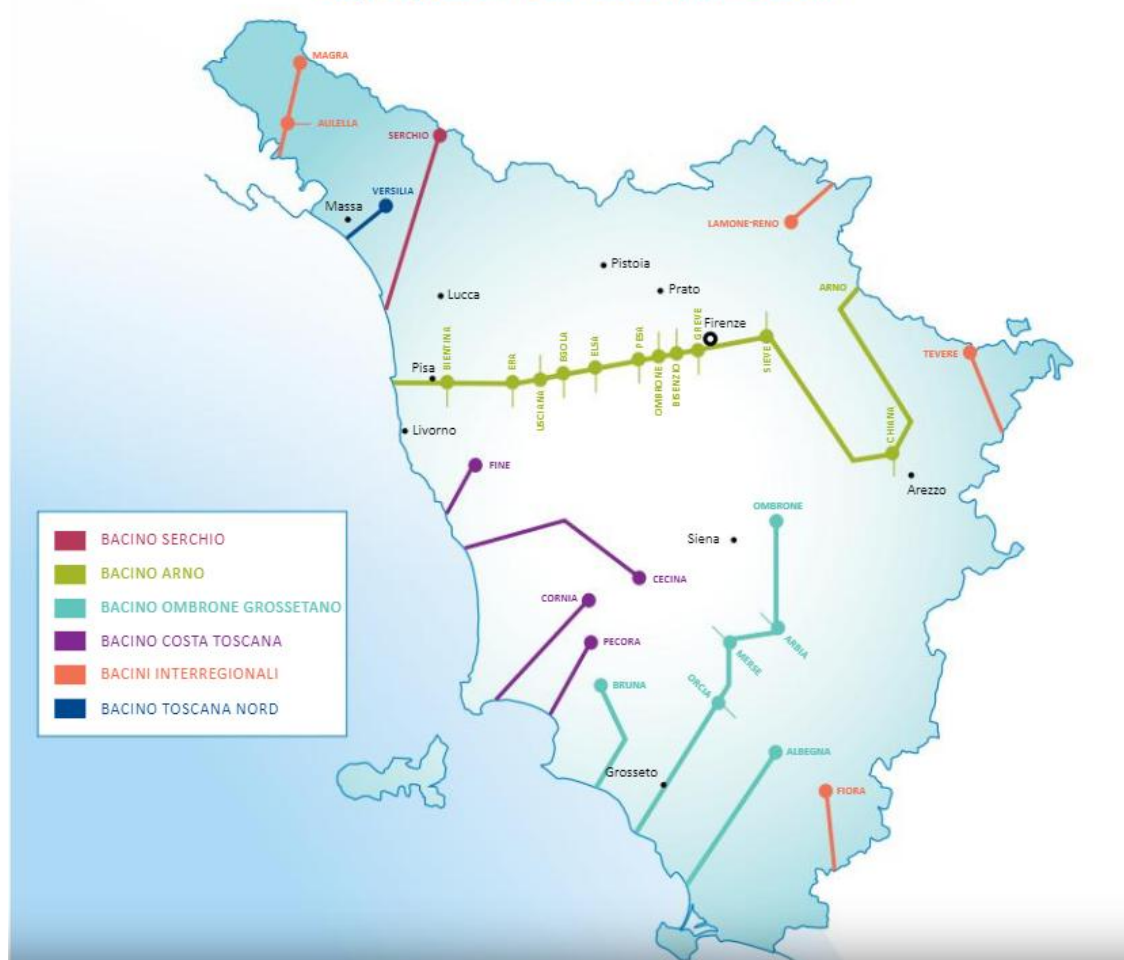 MAGRA
AULELLA
SERCHIO
VERSILIA
Massa
LAMONE-RENO
Pistoia
Prato
Lucca
ARNO
Firenze
GREVE
BIENTINA
ERA
USCIANA
EGOLA
ELSA
PESA
OMBRONE
BISENZIO
SIEVE
TEVERE
Pisa
Livorno
CHIANA
FINE
Arezzo
OMBRONE
Siena
CECINA
CORNIA
PECORA
ARBIA
MERSE
BRUNA
ORCIA
ALBEGNA
Grosseto
FIORA
BACINO SERCHIO
BACINO ARNO
BACINO OMBRONE GROSSETANO
BACINO COSTA TOSCANA
BACINI INTERREGIONALI
BACINO TOSCANA NORD